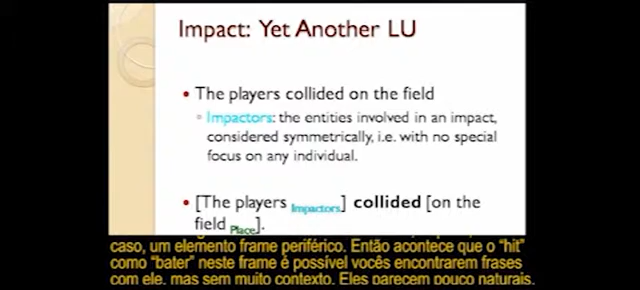 Impact: Yet Another LU
• The players collided on the field
◦ Impactors: the entities involved in an impact,
considered symmetrically, i.e. with no special
focus on any individual.
• [The players Impactors] collided [on the
field Place].
caso, um elemento frame periférico. Então acontece que o "hit"
como "bater" neste frame é possível vocês encontrarem frases
com ele, mas sem muito contexto. Eles parecem pouco naturais.